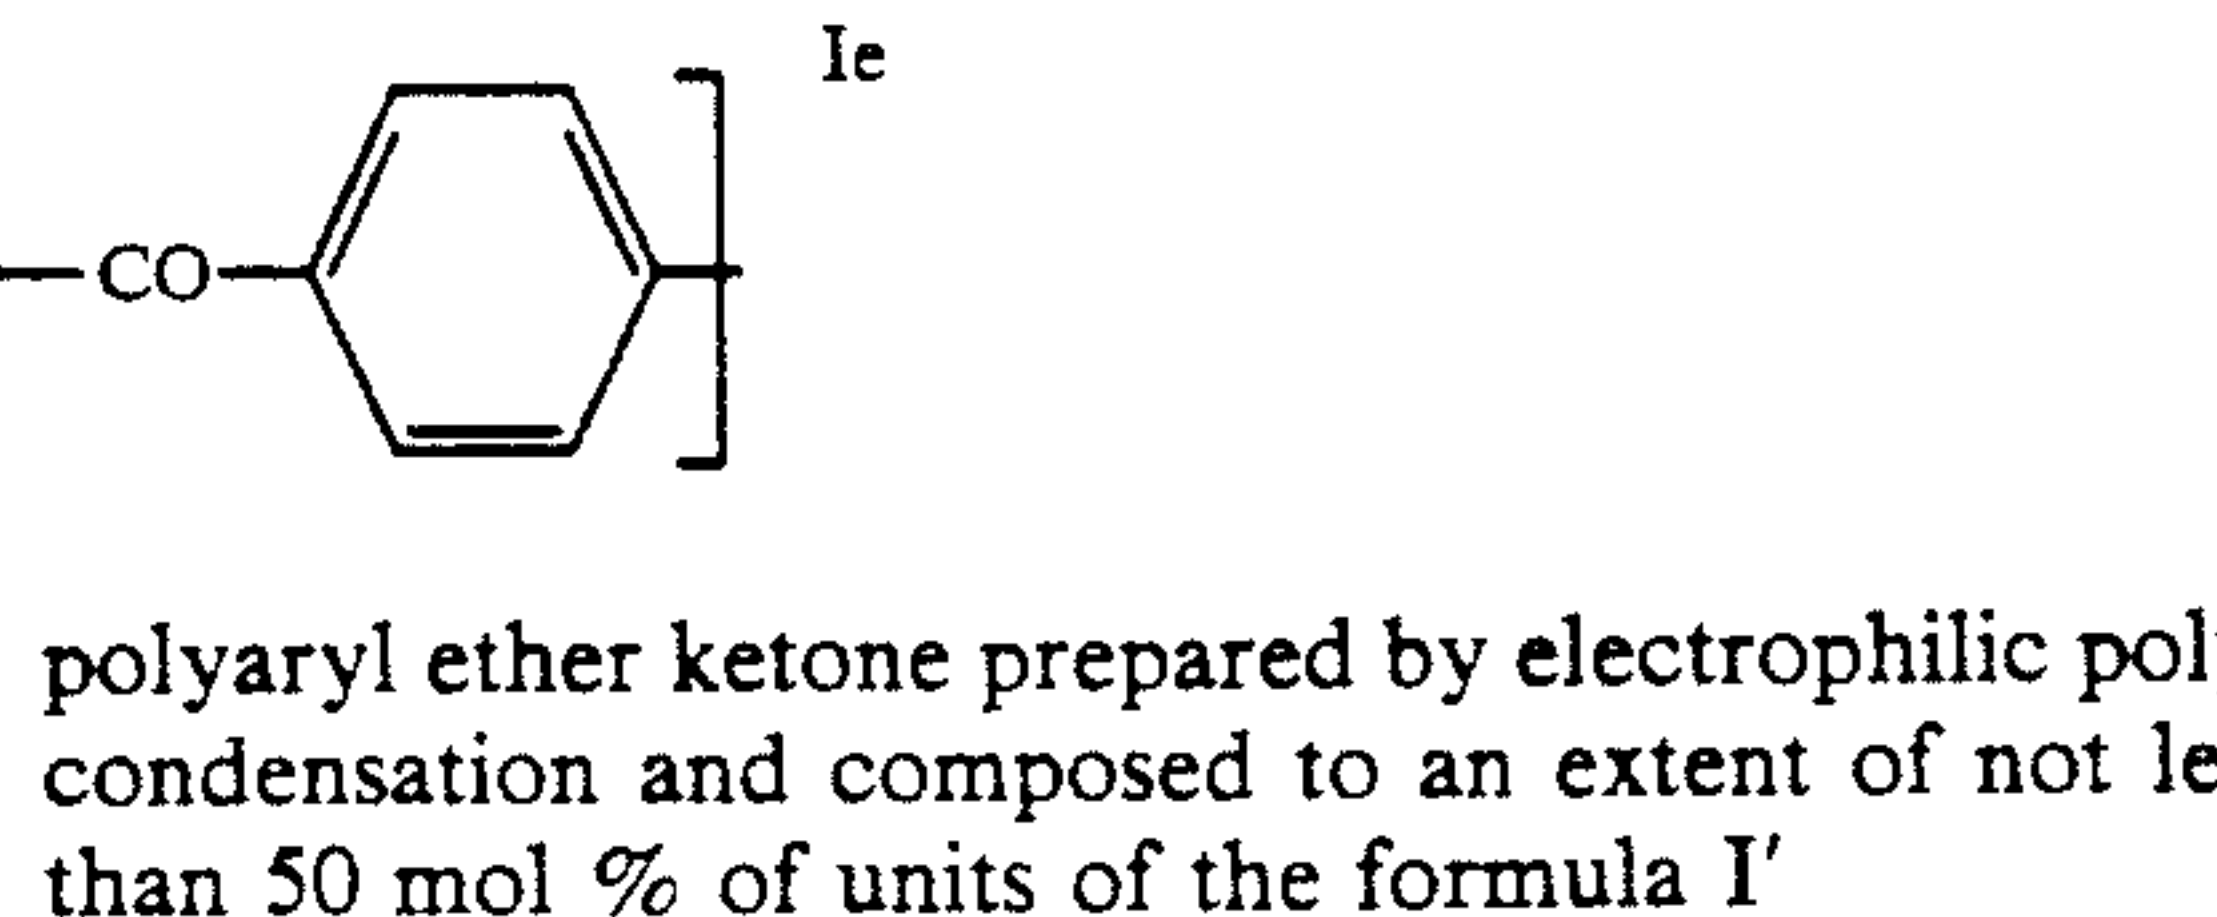 Ie
CO
polyaryl ether ketone prepared by electrophilic pol
condensation and composed to an extent of not le
than 50 mol % of units of the formula I′